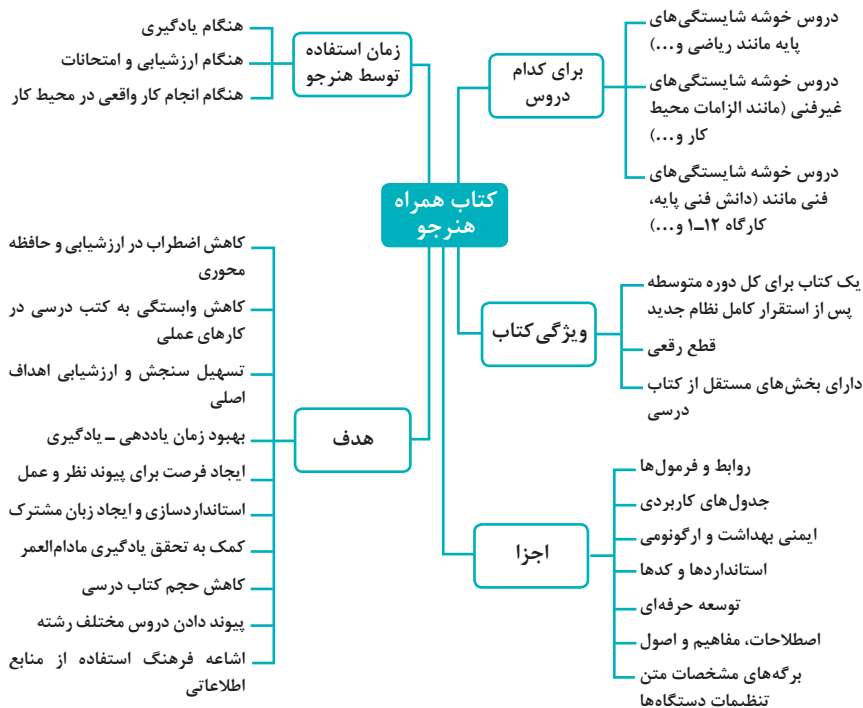 کتاب همراه
هنرجو
برای کدام
دروس
دروس خوشه شایستگی‌های
پایه مانند ریاضی و...)
دروس خوشه شایستگی‌های
غیرفنی (مانند الزامات محیط
کار و...)
دروس خوشه شایستگی‌های
فنی مانند (دانش فنی پایه،
کارگاه ۱۲ــ۱ و...)
ویژگی کتاب
یک کتاب برای کل دوره متوسطه
پس از استقرار کامل نظام جدید
قطع رقعی
دارای بخش‌های مستقل از کتاب
درسی
اجزا
روابط و فرمول‌ها
جدول‌های کاربردی
ایمنی بهداشت و ارگونومی
استانداردها و کدها
توسعه حرفه‌ای
اصطلاحات، مفاهیم و اصول
برگه‌های مشخصات متن
تنظیمات دستگاه‌ها
زمان استفاده
توسط هنرجو
هنگام یادگیری
هنگام ارزشیابی و امتحانات
هنگام انجام کار واقعی در محیط کار
هدف
کاهش اضطراب در ارزشیابی و حافظه
محوری
کاهش وابستگی به کتب درسی در
کارهای عملی
تسهیل سنجش و ارزشیابی اهداف
اصلی
بهبود زمان یاددهی ــ یادگیری
ایجاد فرصت برای پیوند نظر و عمل
استانداردسازی و ایجاد زبان مشترک
کمک به تحقق یادگیری مادام‌العمر
کاهش حجم کتاب درسی
پیوند دادن دروس مختلف رشته
اشاعه فرهنگ استفاده از منابع
اطلاعاتی